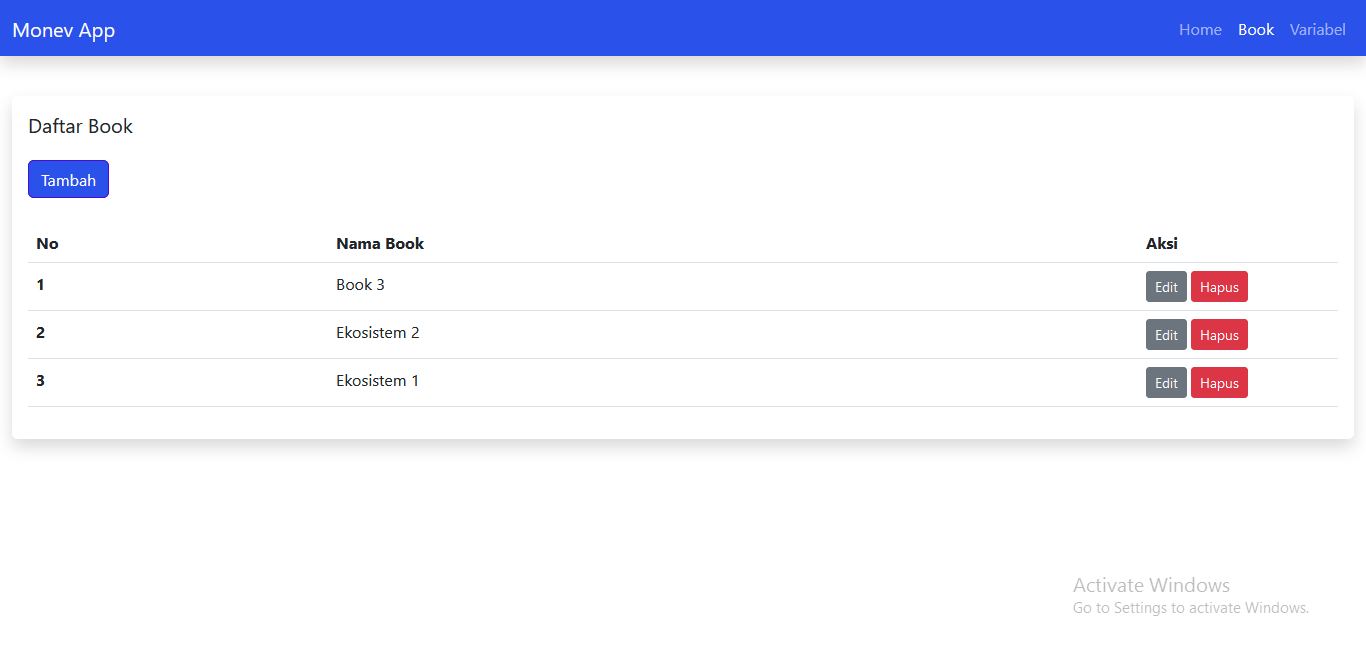 Monev App Home Book Variabel
Daftar Book
Tambah
No Nama Book Aksi
1 Book 3 Edit Hapus
2 Ekosistem 2 Edit Hapus
3 Ekosistem 1 Edit Hapus
Activate Windows
Go to Settings to activate Windows.